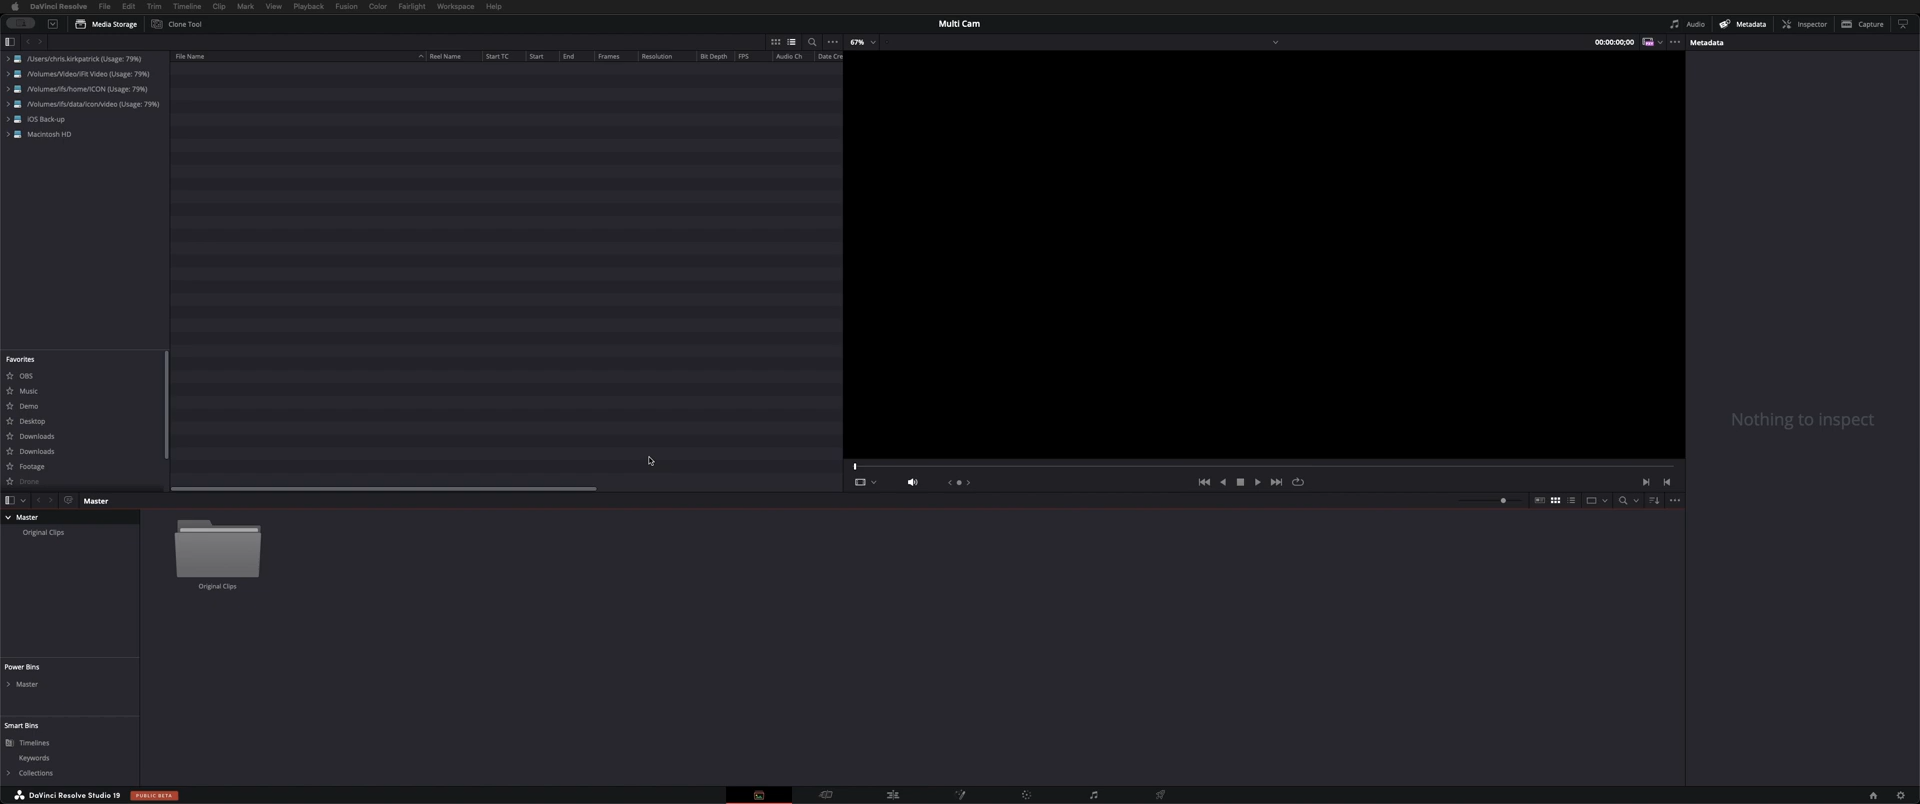 DaVinci Resolve File Edit Trim Timeline Clip Mark View Playback Fusion Color Fairlight Workspace Help
Media Storage Clone Tool Multi Cam Audio Metadata Inspector Capture
67% 00:00:00;00 Metadata
File Name Reel Name Start TC Start End Frames Resolution Bit Depth FPS Audio Ch Date Cre
/Users/chris.kirkpatrick (Usage: 79%)
/Volumes/Video/iFit Video (Usage: 79%)
/Volumes/ifs/home/ICON (Usage: 79%)
/Volumes/ifs/data/icon/video (Usage: 79%)
IOS Back-up
Macintosh HD
Favorites
OBS
Music
Demo
Desktop
Downloads
Downloads
Footage
Drone
Nothing to inspect
Master
Master
Original Clips
Original Clips
Power Bins
Master
Smart Bins
Timelines
Keywords
Collections
DaVinci Resolve Studio 19 PUBLIC BETA